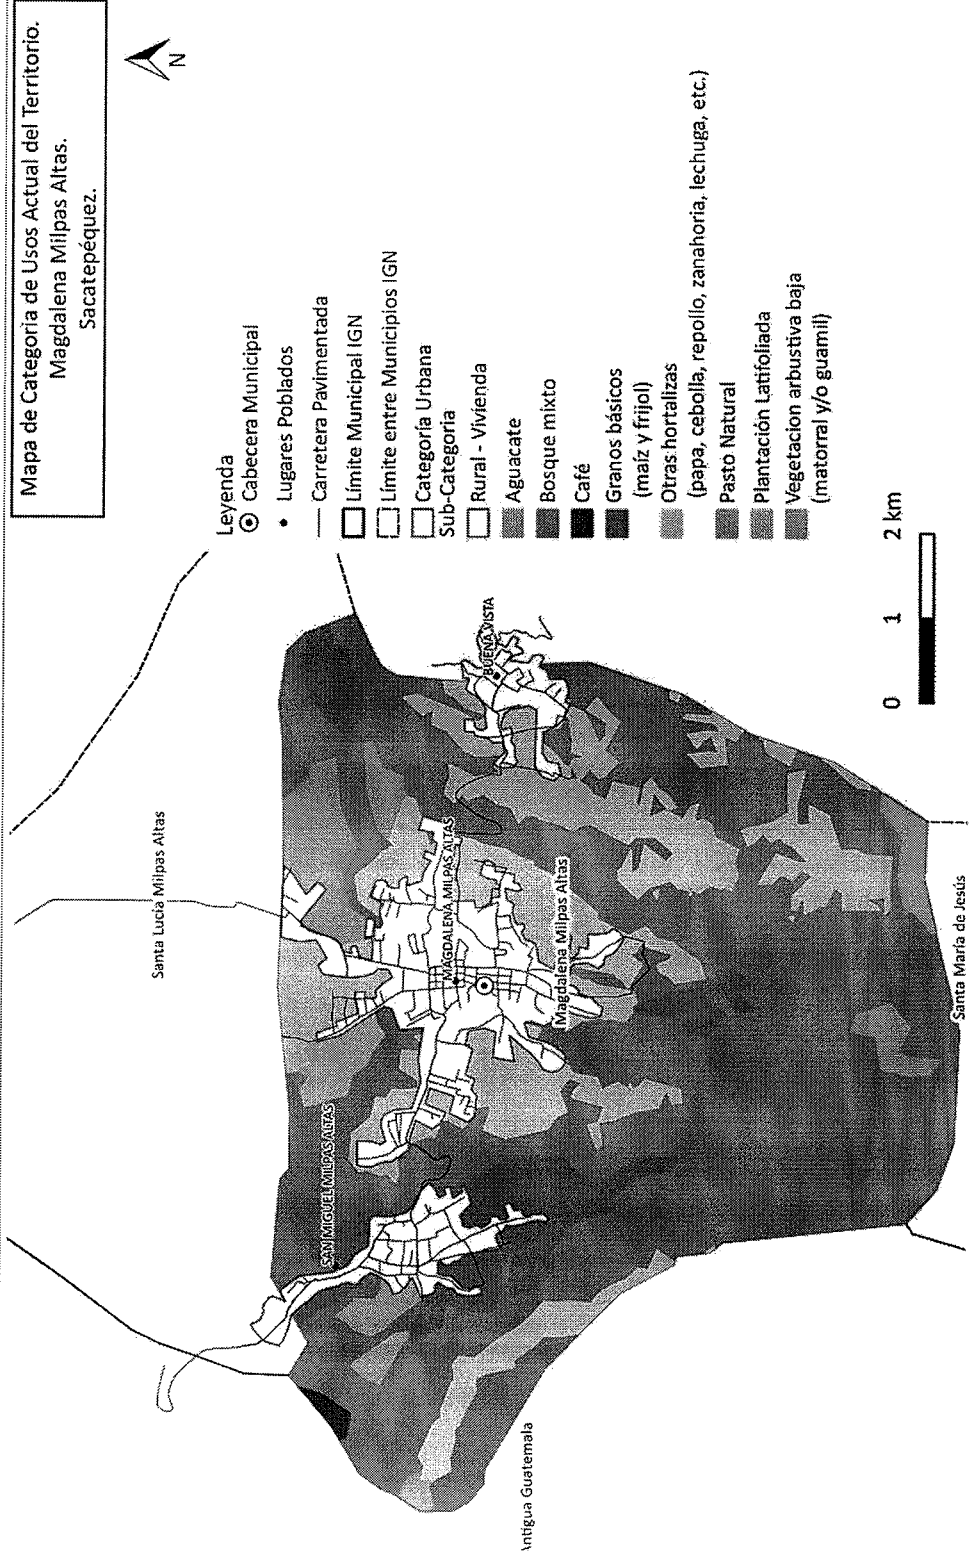 Mapa de Categoria de Usos Actual del Territorio.
Magdalena Milpas Altas.
Sacatepéquez.
N
Leyenda
Cabecera Municipal
Lugares Poblados
Carretera Pavimentada
Límite Municipal IGN
Límite entre Municipios IGN
Categoría Urbana
Sub-Categoria
Rural - Vivienda
Aguacate
Bosque mixto
Café
Granos básicos
(maíz y frijol)
Otras hortalizas
(papa, cebolla, repollo, zanahoria, lechuga, etc.)
Pasto Natural
Plantación Latifoliada
Vegetacion arbustiva baja
(matorral y/o guamil)
0 1 2 km
Santa Lucía Milpas Altas
SAN MIGUEL MILPAS ALTAS
MAGDALENA MILPAS ALTAS
BUENA VISTA
Magdalena Milpas Altas
ntigua Guatemala
Santa María de Jesús